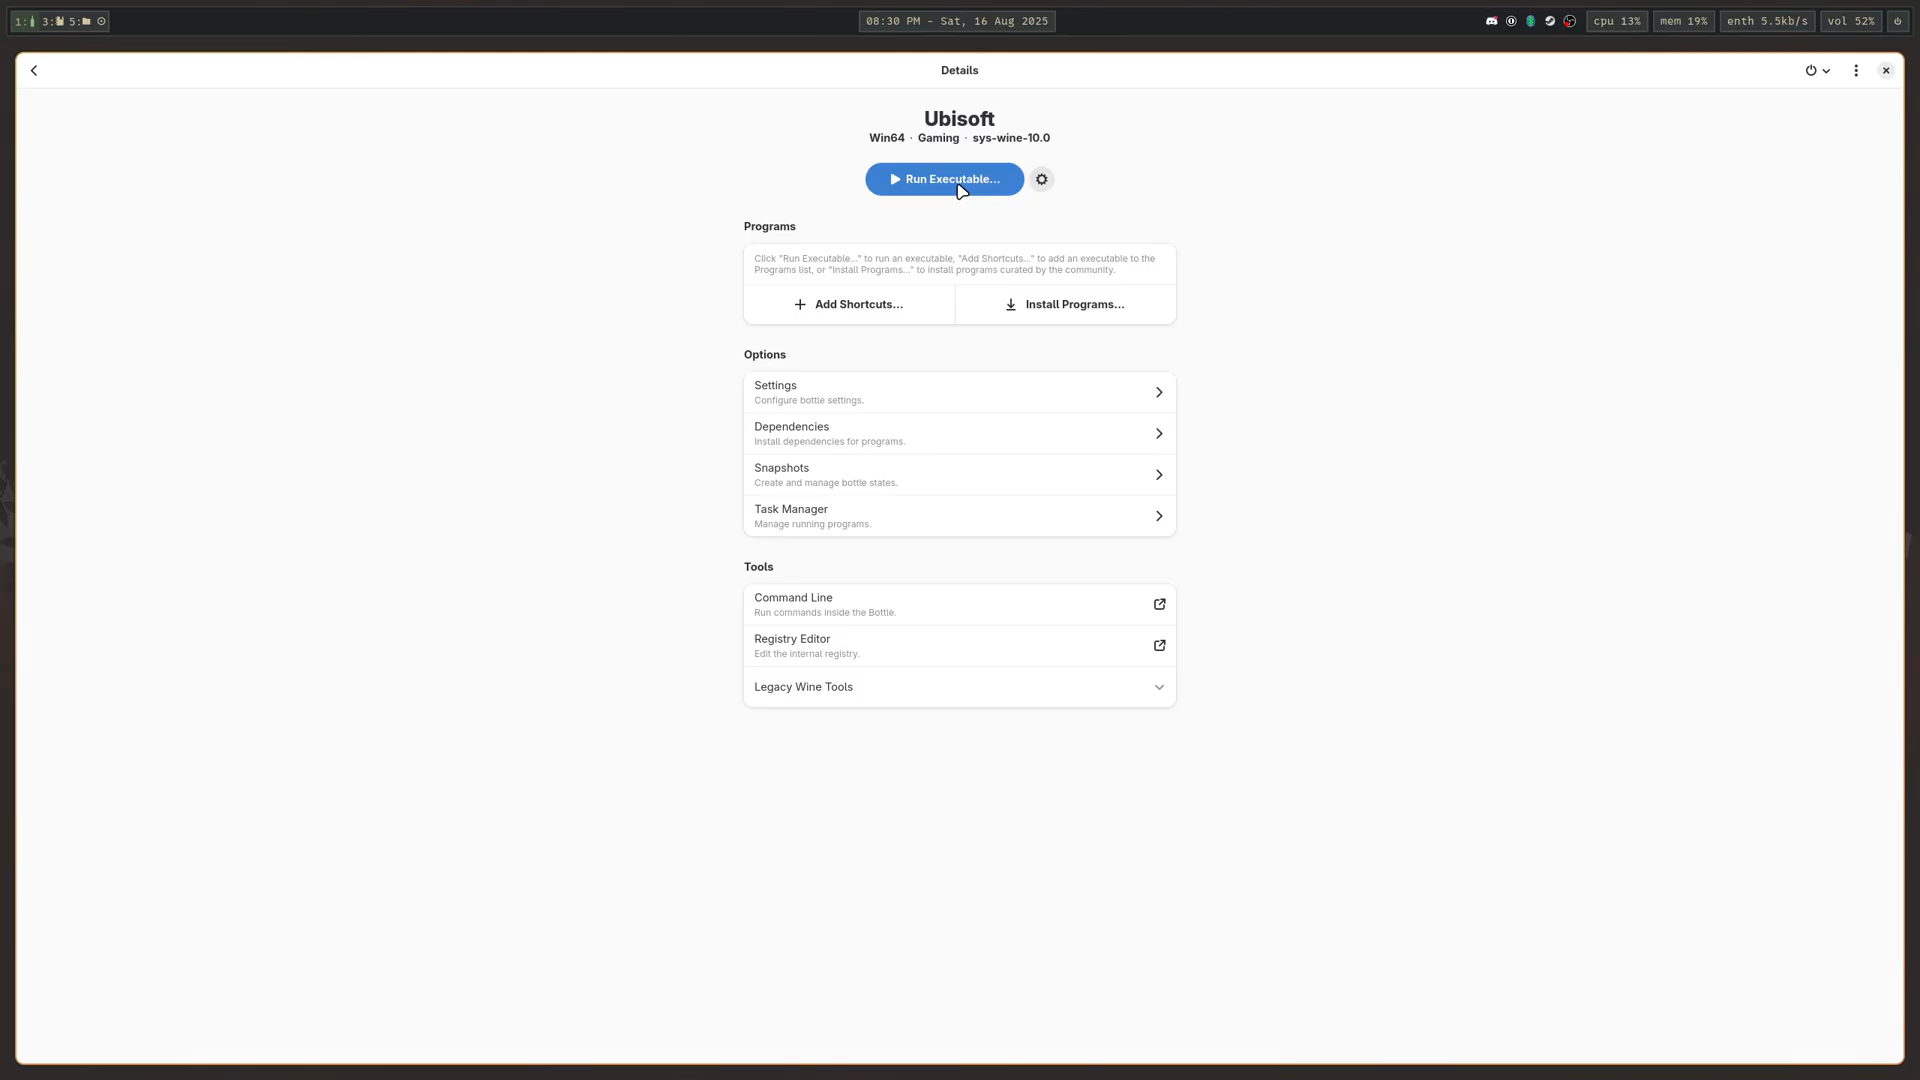 1: 3: 5:
08:30 PM - Sat, 16 Aug 2025
cpu 13%
mem 19%
enth 5.5kb/s
vol 52%
Details
Ubisoft
Win64 · Gaming · sys-wine-10.0
Run Executable...
Programs
Click "Run Executable..." to run an executable, "Add Shortcuts..." to add an executable to the
Programs list, or "Install Programs..." to install programs curated by the community.
Add Shortcuts...
Install Programs...
Options
Settings
Configure bottle settings.
Dependencies
Install dependencies for programs.
Snapshots
Create and manage bottle states.
Task Manager
Manage running programs.
Tools
Command Line
Run commands inside the Bottle.
Registry Editor
Edit the internal registry.
Legacy Wine Tools